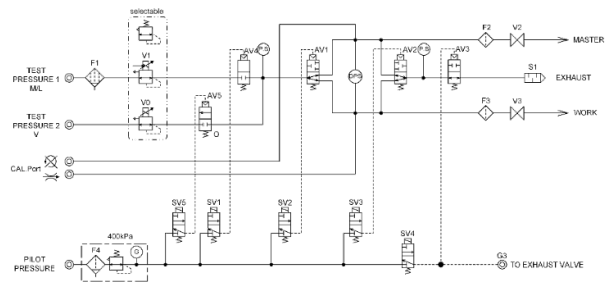 selectable
F2
V2
MASTER
V1
AV4
P.S
AV1
AV2
P.S
AV3
TEST
PRESSURE 1
M/L
F1
DPS
S1
EXHAUST
V0
AV5
TEST
PRESSURE 2
V
O
F3
V3
WORK
CAL Port
SV5
SV1
SV2
SV3
SV4
400kPa
F4
G
PILOT
PRESSURE
G3
TO EXHAUST VALVE